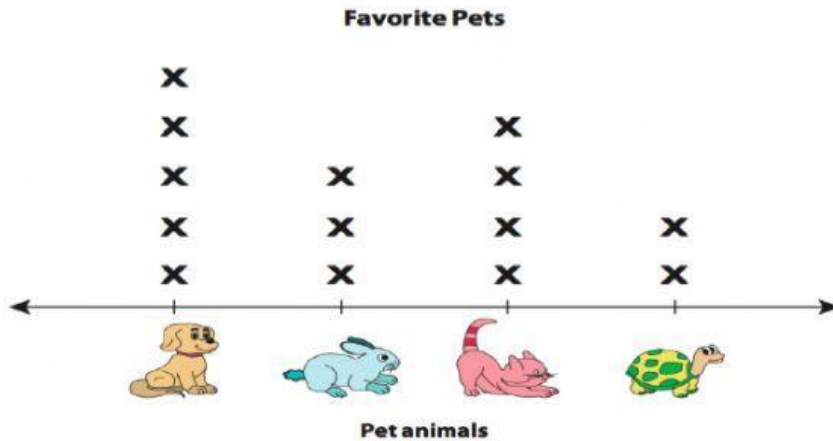 Favorite Pets
X
X X
X X X
X X X X
X X X X
Pet animals